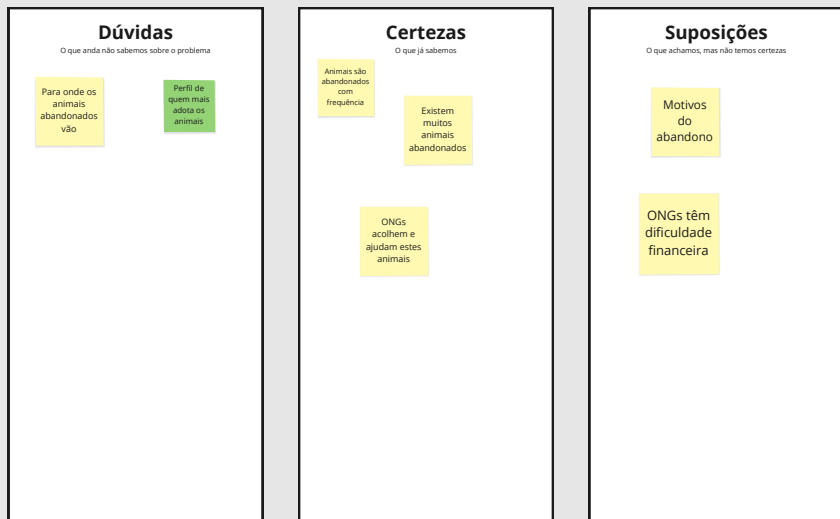 Dúvidas
O que anda não sabemos sobre o problema
Para onde os
animais
abandonados
vão
Perfil de
quem mais
adota os
animais
Certezas
O que já sabemos
Animais são
abandonados
com
frequência
Existem
muitos
animais
abandonados
ONGs
acolhem e
ajudam estes
animais
Suposições
O que achamos, mas não temos certezas
Motivos
do
abandono
ONGs têm
dificuldade
financeira